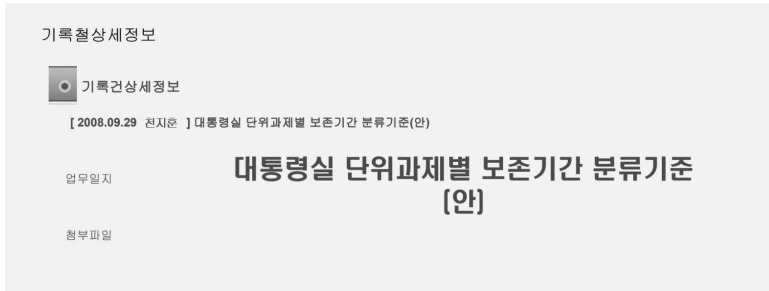 기록철상세정보
기록건상세정보
[ 2008.09.29 천지훈 ] 대통령실 단위과제별 보존기간 분류기준(안)
대통령실 단위과제별 보존기간 분류기준
(안)
업무일지
첨부파일